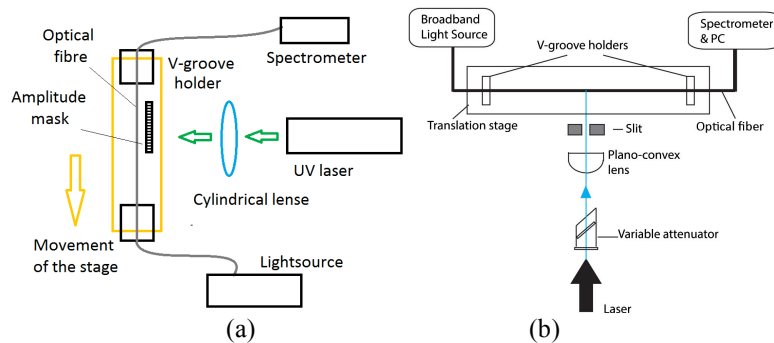 Optical
fibre
V-groove
holder
Spectrometer
Amplitude
mask
UV laser
Cylindrical lense
Movement
of the stage
Lightsource
(a)
Broadband
Light Source
Spectrometer
& PC
V-groove holders
Translation stage
Optical fiber
Slit
Plano-convex
lens
Variable attenuator
Laser
(b)